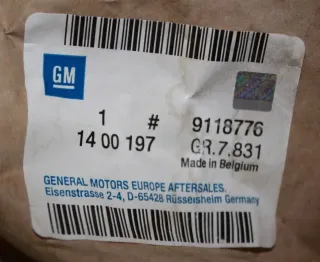 GM
1 # 9118776
14 00 197 GR.7.831
Made in Belgium
GENERAL MOTORS EUROPE AFTERSALES
Eisenstrasse 2-4, D-65428 Rüsselsheim Germany